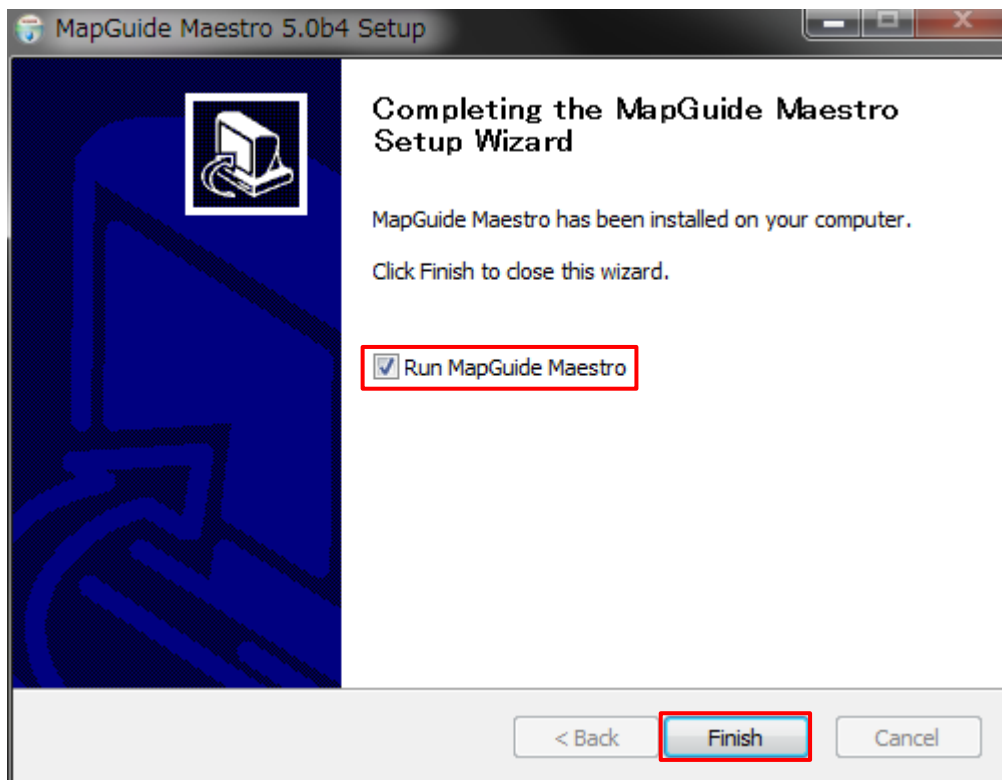 MapGuide Maestro 5.0b4 Setup
Completing the MapGuide Maestro
Setup Wizard
MapGuide Maestro has been installed on your computer.
Click Finish to close this wizard.
Run MapGuide Maestro
< Back
Finish
Cancel